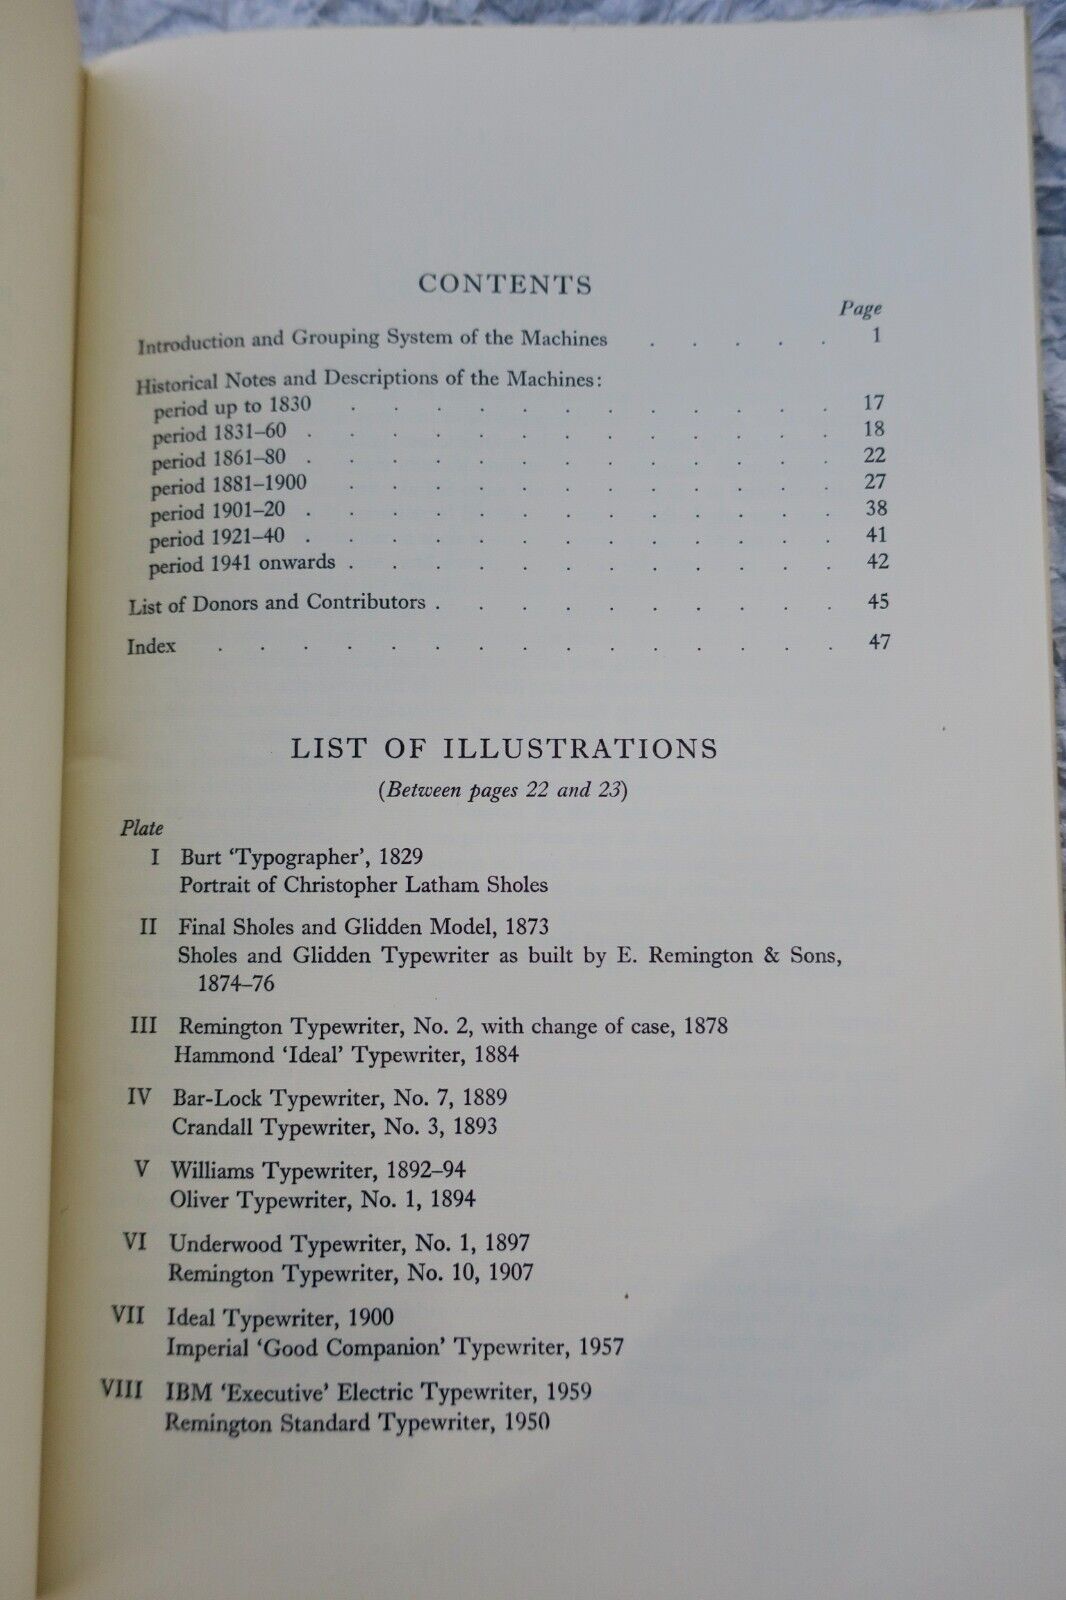 CONTENTS
Page
Introduction and Grouping System of the Machines . . . . . 1
Historical Notes and Descriptions of the Machines:
period up to 1830 . . . . . . . . . . . . 17
period 1831–60 . . . . . . . . . . . . . 18
period 1861–80 . . . . . . . . . . . . . 22
period 1881–1900 . . . . . . . . . . . . 27
period 1901–20 . . . . . . . . . . . . . 38
period 1921–40 . . . . . . . . . . . . . 41
period 1941 onwards . . . . . . . . . . . . 42
List of Donors and Contributors . . . . . . . . . . 45
Index . . . . . . . . . . . . . . . 47
LIST OF ILLUSTRATIONS
(Between pages 22 and 23)
Plate
I Burt ‘Typographer’, 1829
Portrait of Christopher Latham Sholes
II Final Sholes and Glidden Model, 1873
Sholes and Glidden Typewriter as built by E. Remington & Sons,
1874–76
III Remington Typewriter, No. 2, with change of case, 1878
Hammond ‘Ideal’ Typewriter, 1884
IV Bar-Lock Typewriter, No. 7, 1889
Crandall Typewriter, No. 3, 1893
V Williams Typewriter, 1892–94
Oliver Typewriter, No. 1, 1894
VI Underwood Typewriter, No. 1, 1897
Remington Typewriter, No. 10, 1907
VII Ideal Typewriter, 1900
Imperial ‘Good Companion’ Typewriter, 1957
VIII IBM ‘Executive’ Electric Typewriter, 1959
Remington Standard Typewriter, 1950